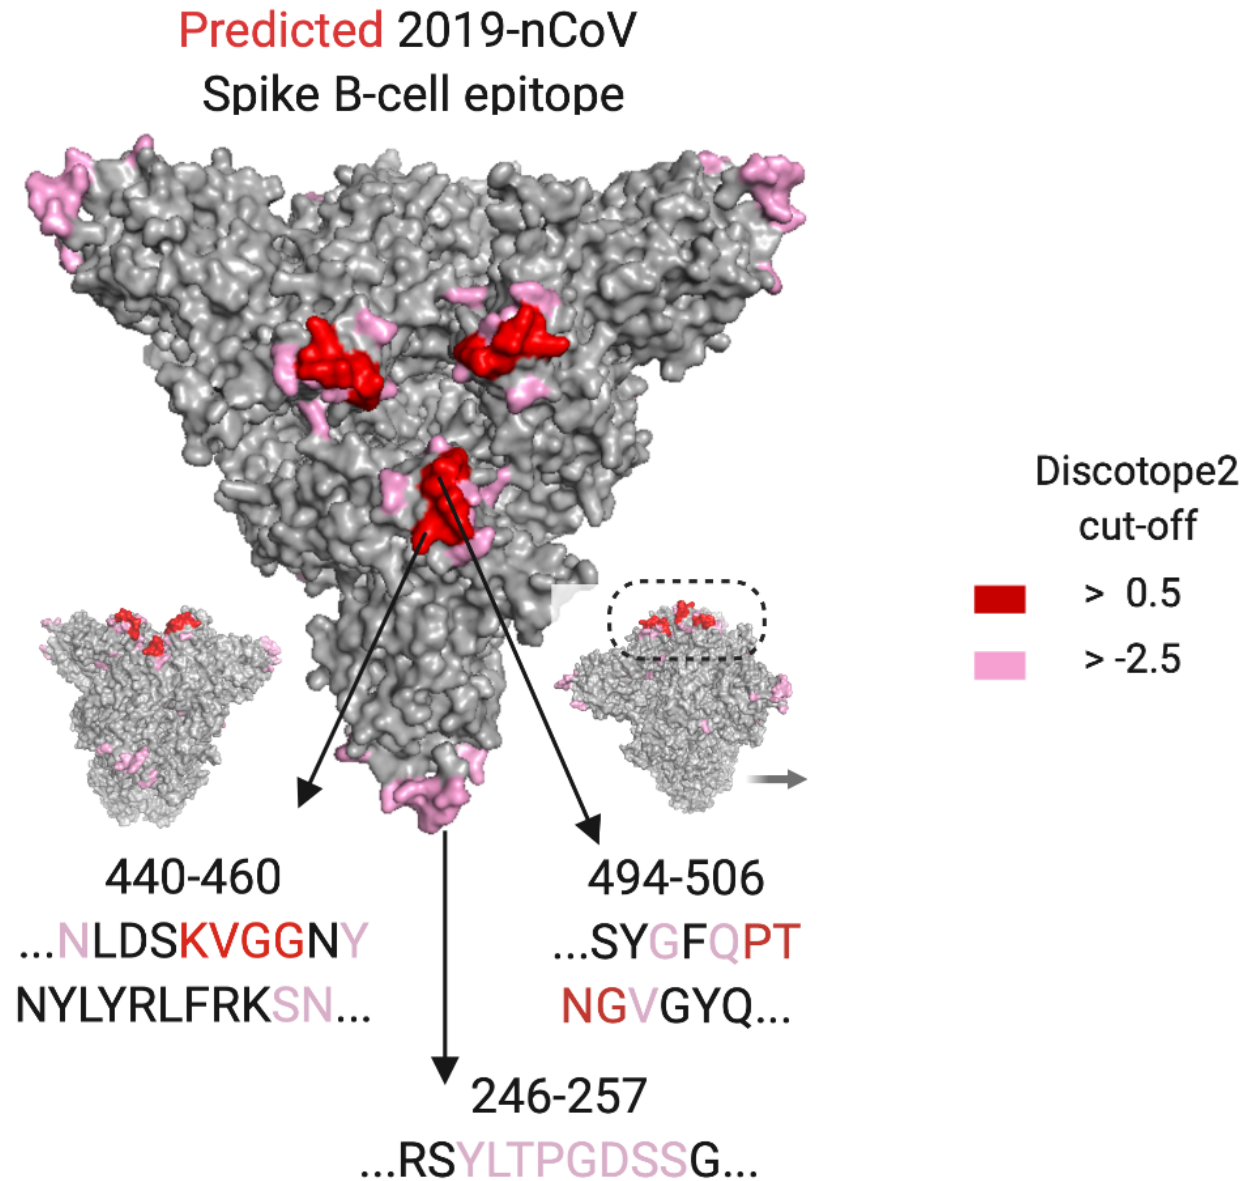 Predicted 2019-nCoV
Spike B-cell epitope
Discotope2
cut-off
> 0.5
> -2.5
440-460
...NLDSKVGGNY
NYLYRLFRKSN...
494-506
...SYGFQPT
NGVGYQ...
246-257
...RSYLTPGDSSG...